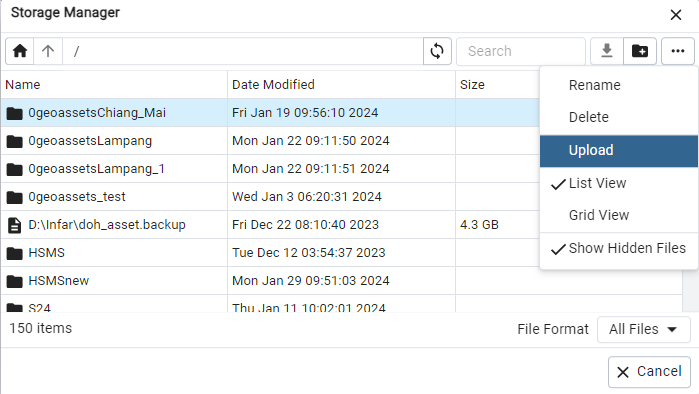 Storage Manager
/
Search
Name Date Modified Size
Rename
0geoassetsChiang_Mai Fri Jan 19 09:56:10 2024
Delete
0geoassetsLampang Mon Jan 22 09:11:50 2024
Upload
0geoassetsLampang_1 Mon Jan 22 09:11:51 2024
List View
0geoassets_test Wed Jan 3 06:20:31 2024
Grid View
D:\Infar\doh_asset.backup Fri Dec 22 08:10:40 2023 4.3 GB
HSMS Tue Dec 12 03:54:37 2023
Show Hidden Files
HSMSnew Mon Jan 29 09:51:03 2024
S24 Thu Jan 11 10:02:01 2024
150 items
File Format All Files
Cancel